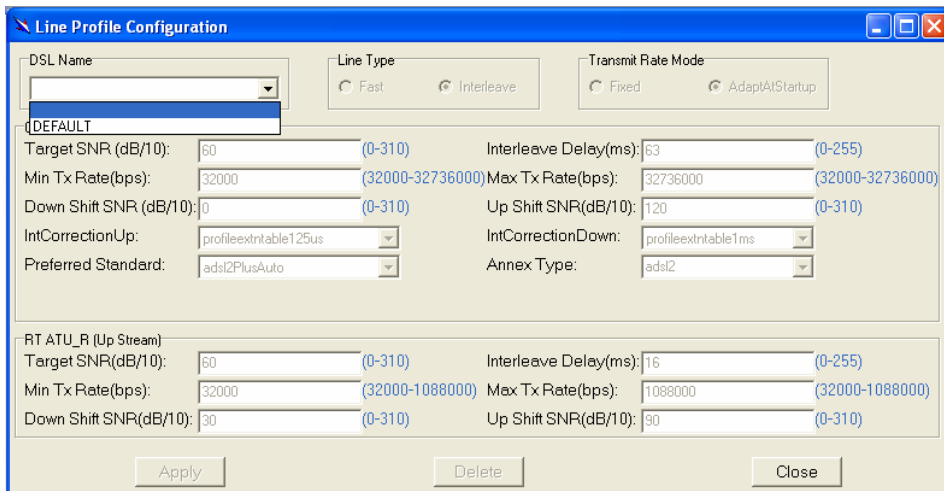 Line Profile Configuration
DSL Name Line Type Transmit Rate Mode
Fast Interleave Fixed AdaptAtStartup
DEFAULT
Target SNR (dB/10): 60 (0-310) Interleave Delay(ms): 63 (0-255)
Min Tx Rate(bps): 32000 (32000-32736000) Max Tx Rate(bps): 32736000 (32000-32736000)
Down Shift SNR (dB/10): 0 (0-310) Up Shift SNR(dB/10): 120 (0-310)
IntCorrectionUp: profileextntable125us IntCorrectionDown: profileextntable1ms
Preferred Standard: adsl2PlusAuto Annex Type: adsl2
RT ATU_R (Up Stream)
Target SNR(dB/10): 60 (0-310) Interleave Delay(ms): 16 (0-255)
Min Tx Rate(bps): 32000 (32000-1088000) Max Tx Rate(bps): 1088000 (32000-1088000)
Down Shift SNR(dB/10): 30 (0-310) Up Shift SNR(dB/10): 90 (0-310)
Apply Delete Close